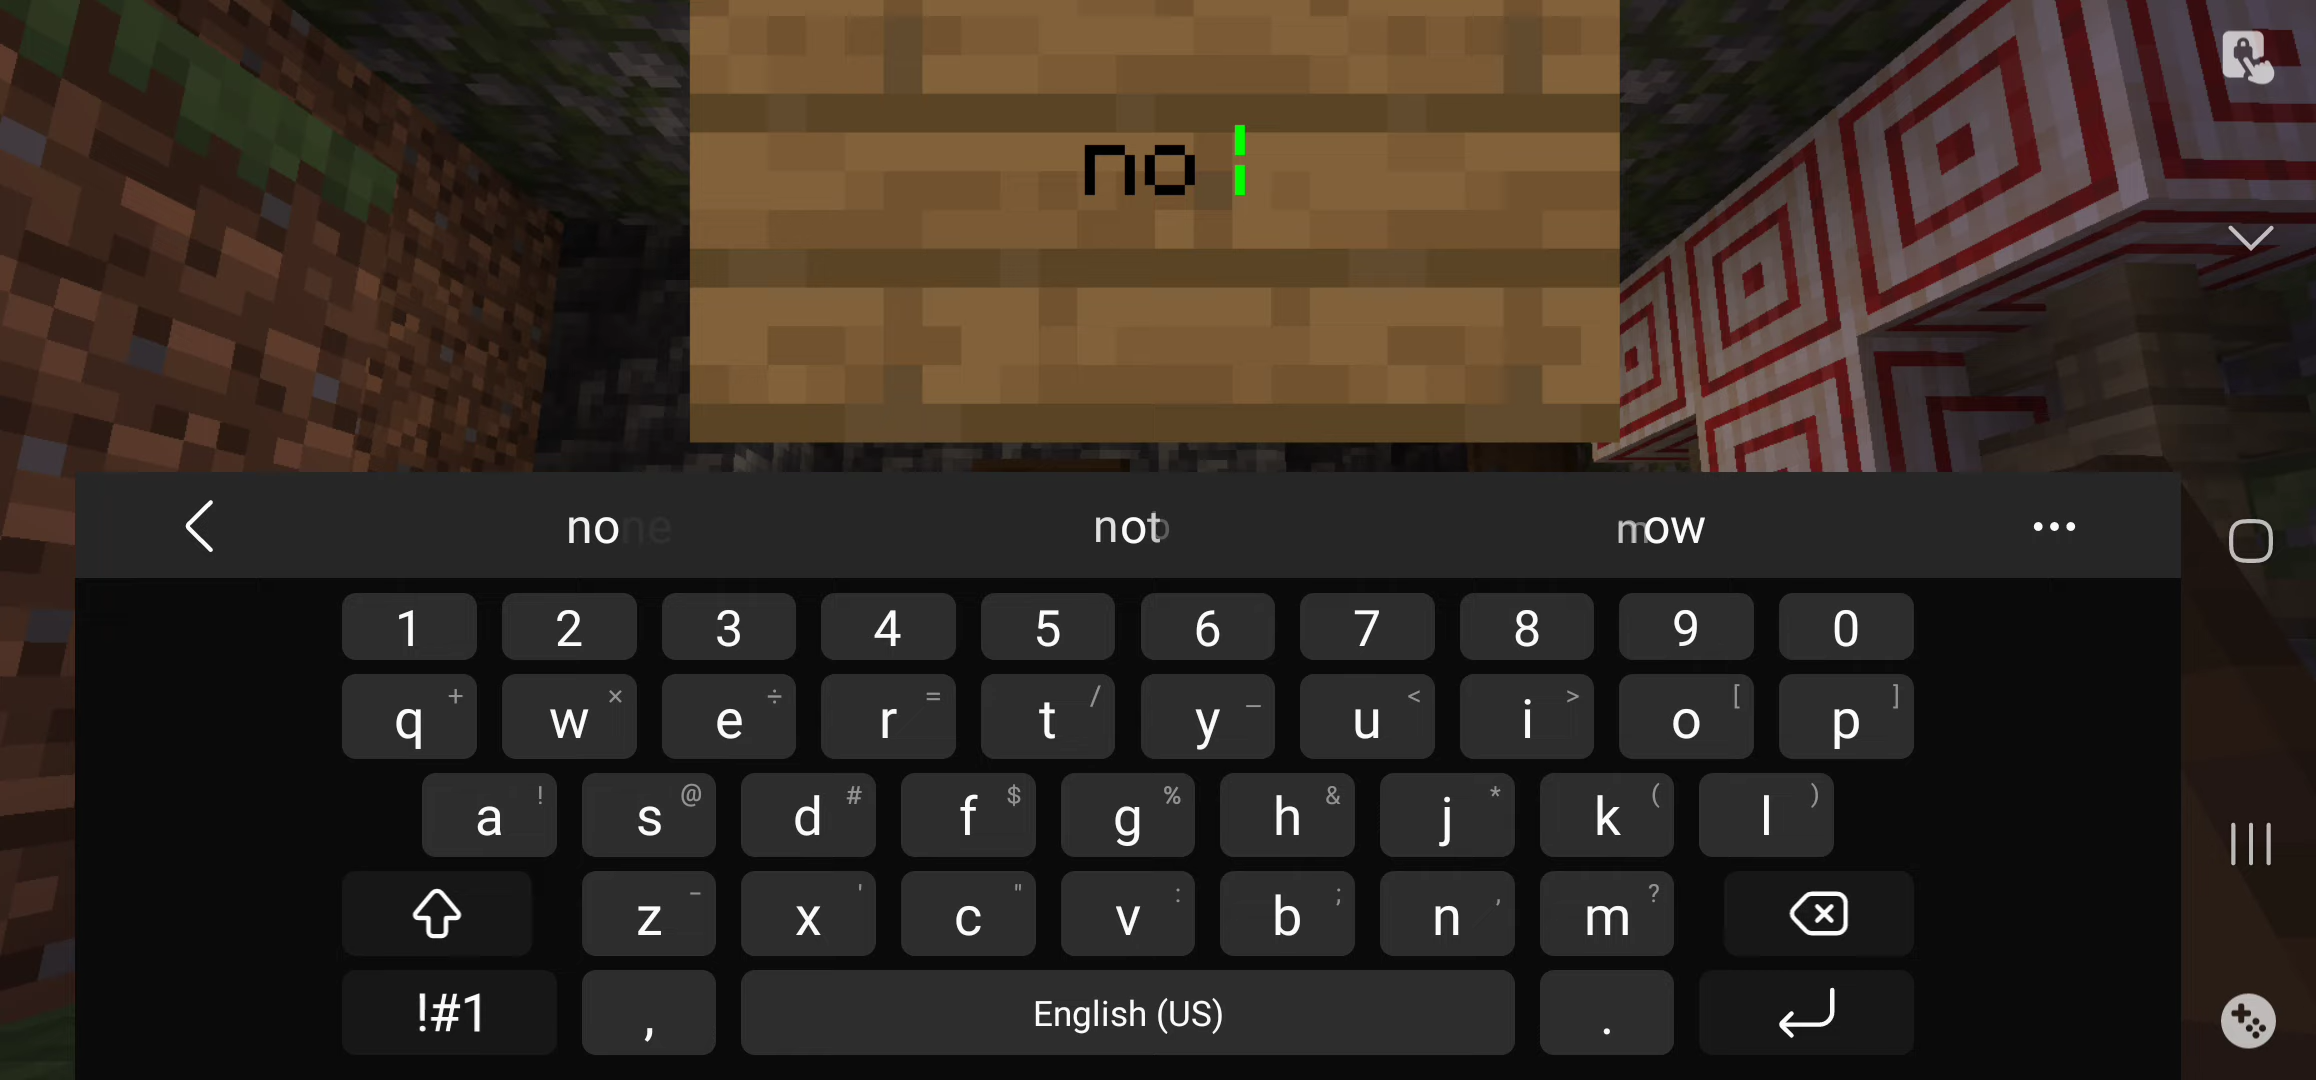 no
no not mow
1 2 3 4 5 6 7 8 9 0
q + w × e ÷ r = t / y _ u < i > o [ p ]
a ! s @ d # f $ g % h & j * k ( l )
z - x ' c " v : b ; n , m ?
!#1 , English (US) .